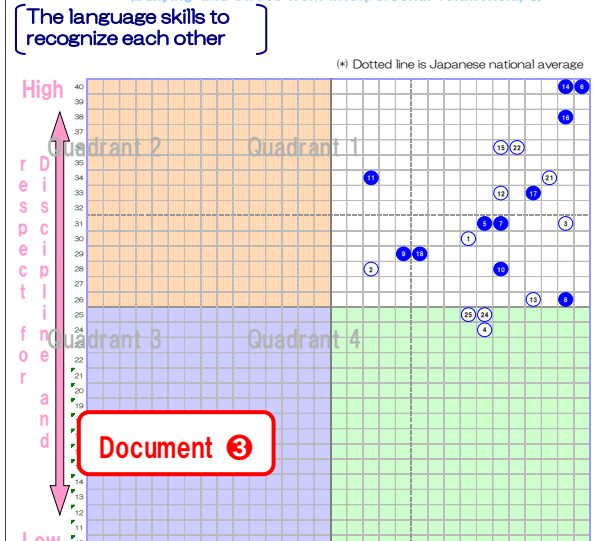 The language skills to
recognize each other
(*) Dotted line is Japanese national average
High
40
39
38
37
36
35
34
33
32
31
30
29
28
27
26
25
24
23
22
21
20
19
14
13
12
11
14 6
16
15 22
11
21
12 17
5 7 3
1
9 18
2 10
13 8
25 24
4
Quadrant 2
Quadrant 1
Quadrant 3
Quadrant 4
Discipline and
respect for
Document ❸
Low